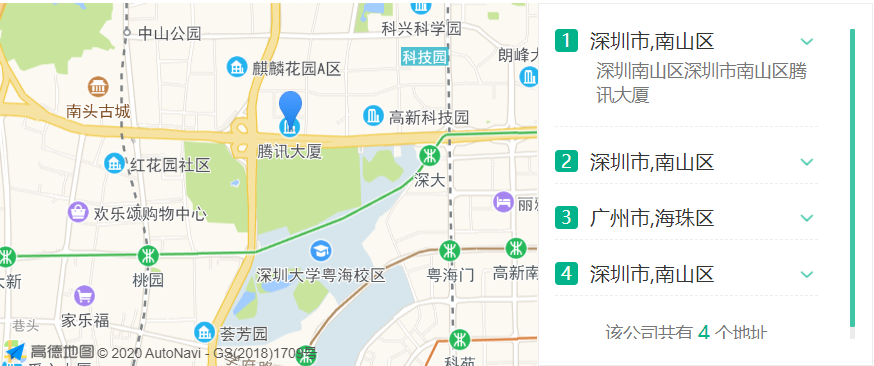 中山公园
科兴科学园
科技园
朗峰大
麒麟花园A区
南头古城
高新科技园
腾讯大厦
红花园社区
深大
欢乐颂购物中心
丽雅
深圳大学粤海校区
粤海门
高新南
大新
桃园
家乐福
巷头
荟芳园
科苑
高德地图 © 2020 AutoNavi - GS(2018)1709号
1 深圳市,南山区
深圳南山区深圳市南山区腾
讯大厦
2 深圳市,南山区
3 广州市,海珠区
4 深圳市,南山区
该公司共有 4 个地址